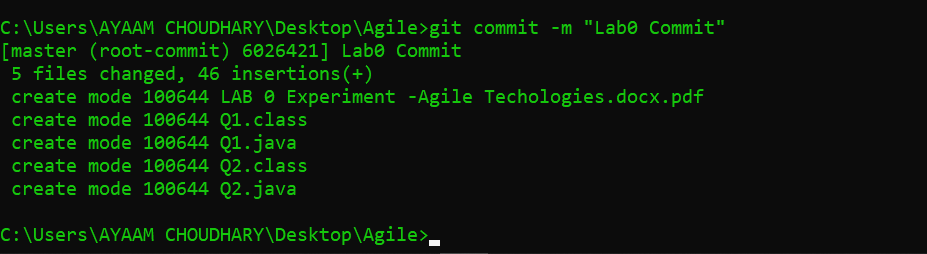 C:\Users\AYAAM CHOUDHARY\Desktop\Agile>git commit -m "Lab0 Commit"
[master (root-commit) 6026421] Lab0 Commit
 5 files changed, 46 insertions(+)
 create mode 100644 LAB 0 Experiment -Agile Techologies.docx.pdf
 create mode 100644 Q1.class
 create mode 100644 Q1.java
 create mode 100644 Q2.class
 create mode 100644 Q2.java
C:\Users\AYAAM CHOUDHARY\Desktop\Agile>